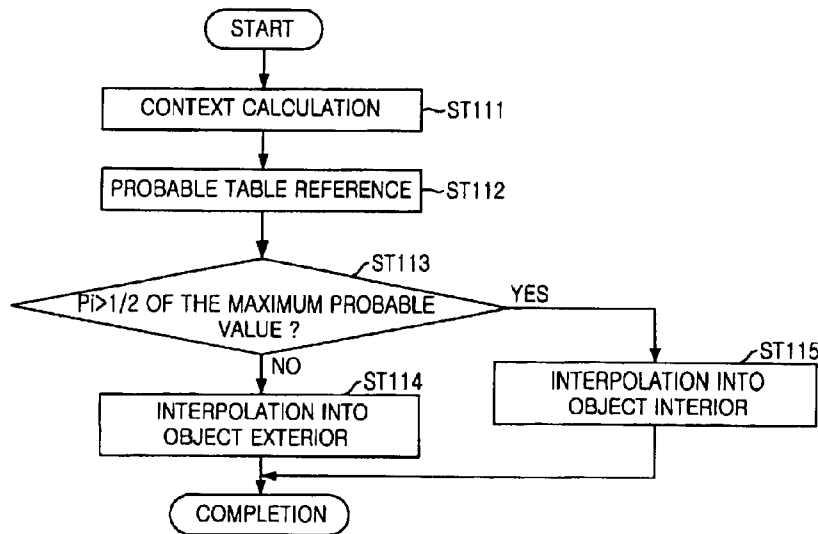 START
CONTEXT CALCULATION
ST111
PROBABLE TABLE REFERENCE
ST112
ST113
Pi>1/2 OF THE MAXIMUM PROBABLE
VALUE ?
YES
NO
ST115
INTERPOLATION INTO
OBJECT INTERIOR
ST114
INTERPOLATION INTO
OBJECT EXTERIOR
COMPLETION